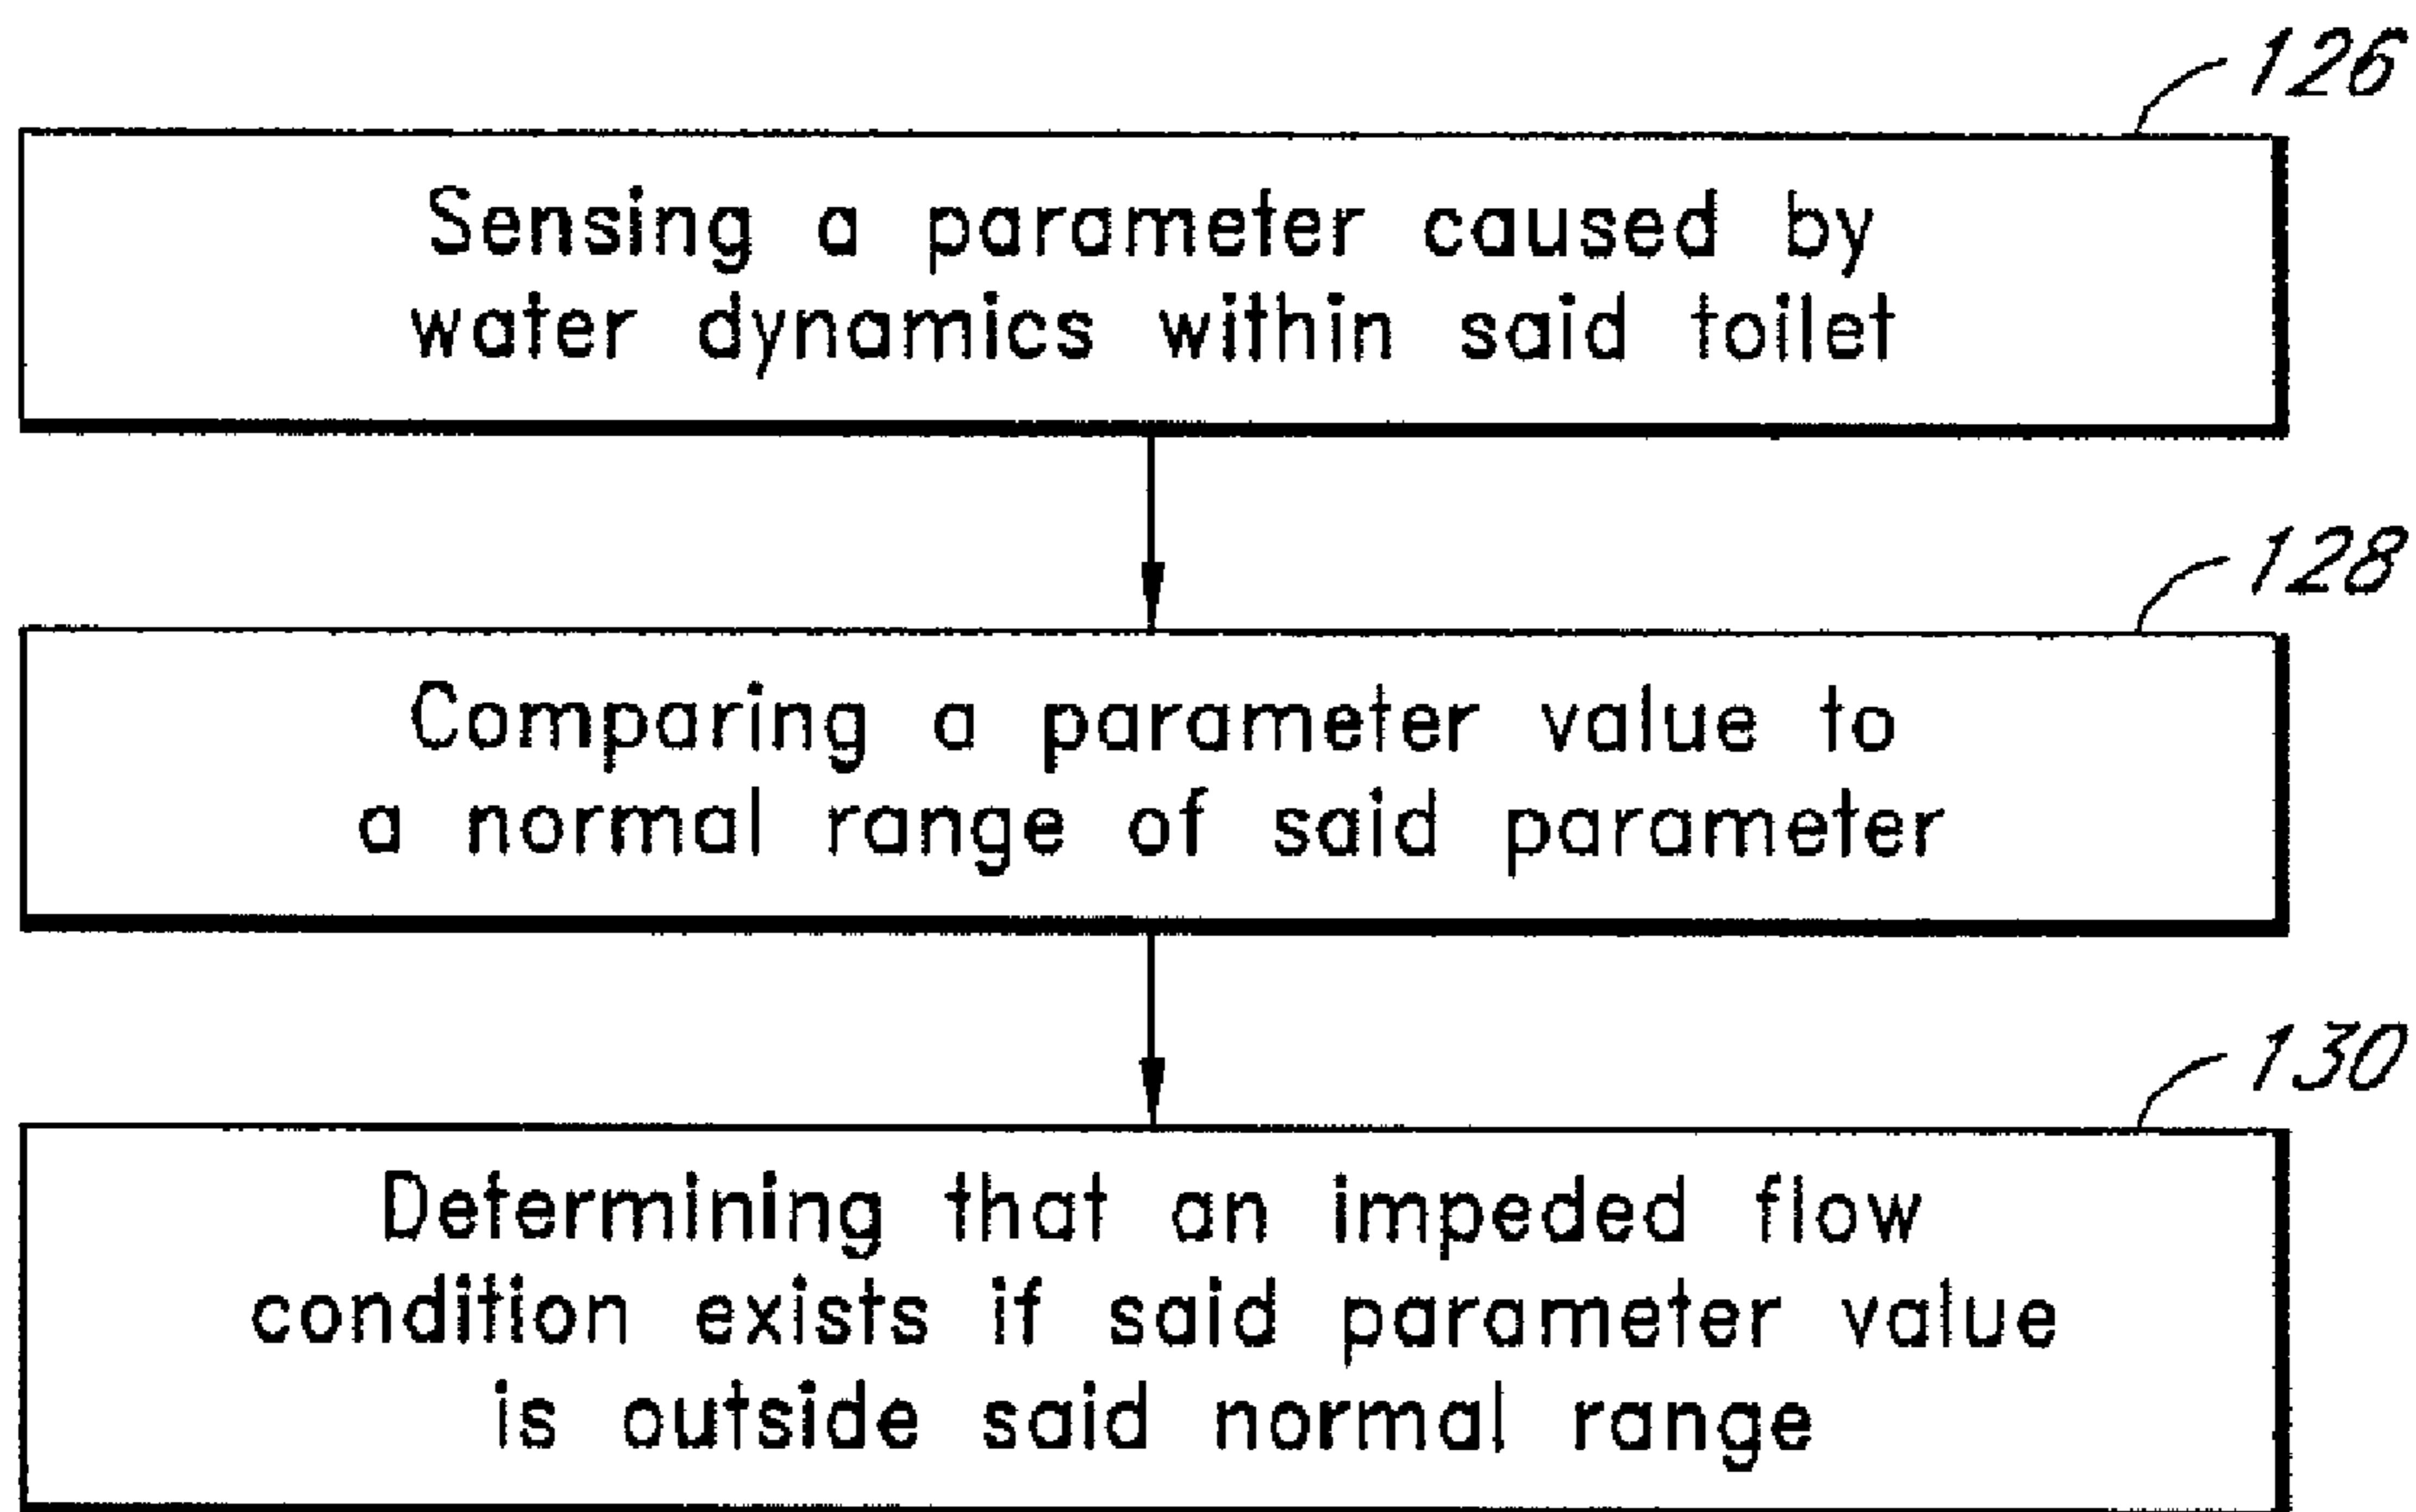 126
Sensing a parameter caused by
water dynamics within said toilet
128
Comparing a parameter value to
a normal range of said parameter
130
Determining that an impeded flow
condition exists if said parameter value
is outside said normal range